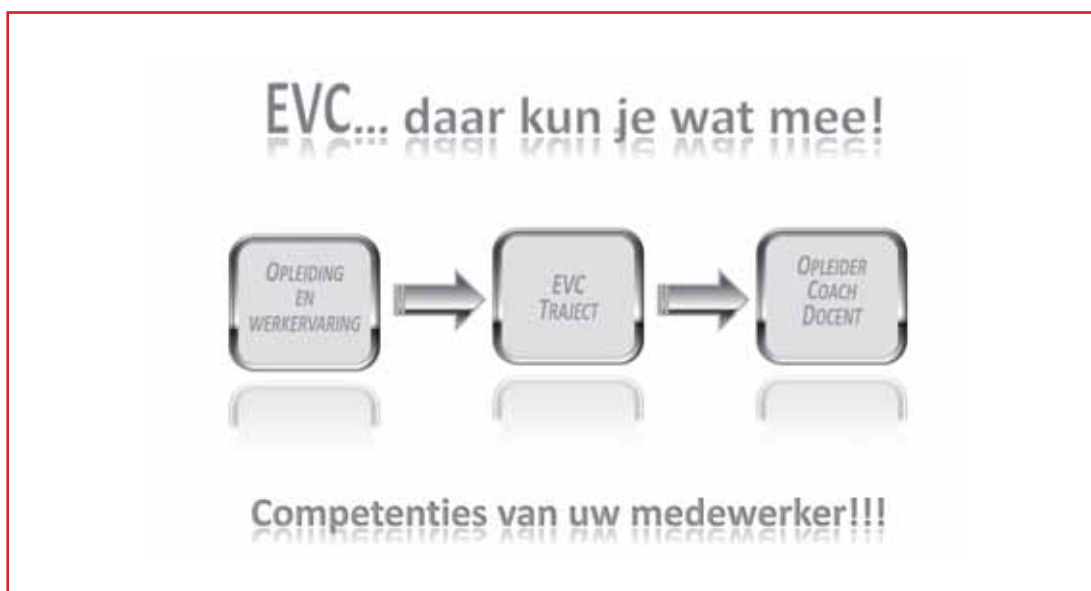 EVC... daar kun je wat mee!
OPLEIDING
EN
WERKERVARING
EVC
TRAJECT
OPLEIDER
COACH
DOCENT
Competenties van uw medewerker!!!